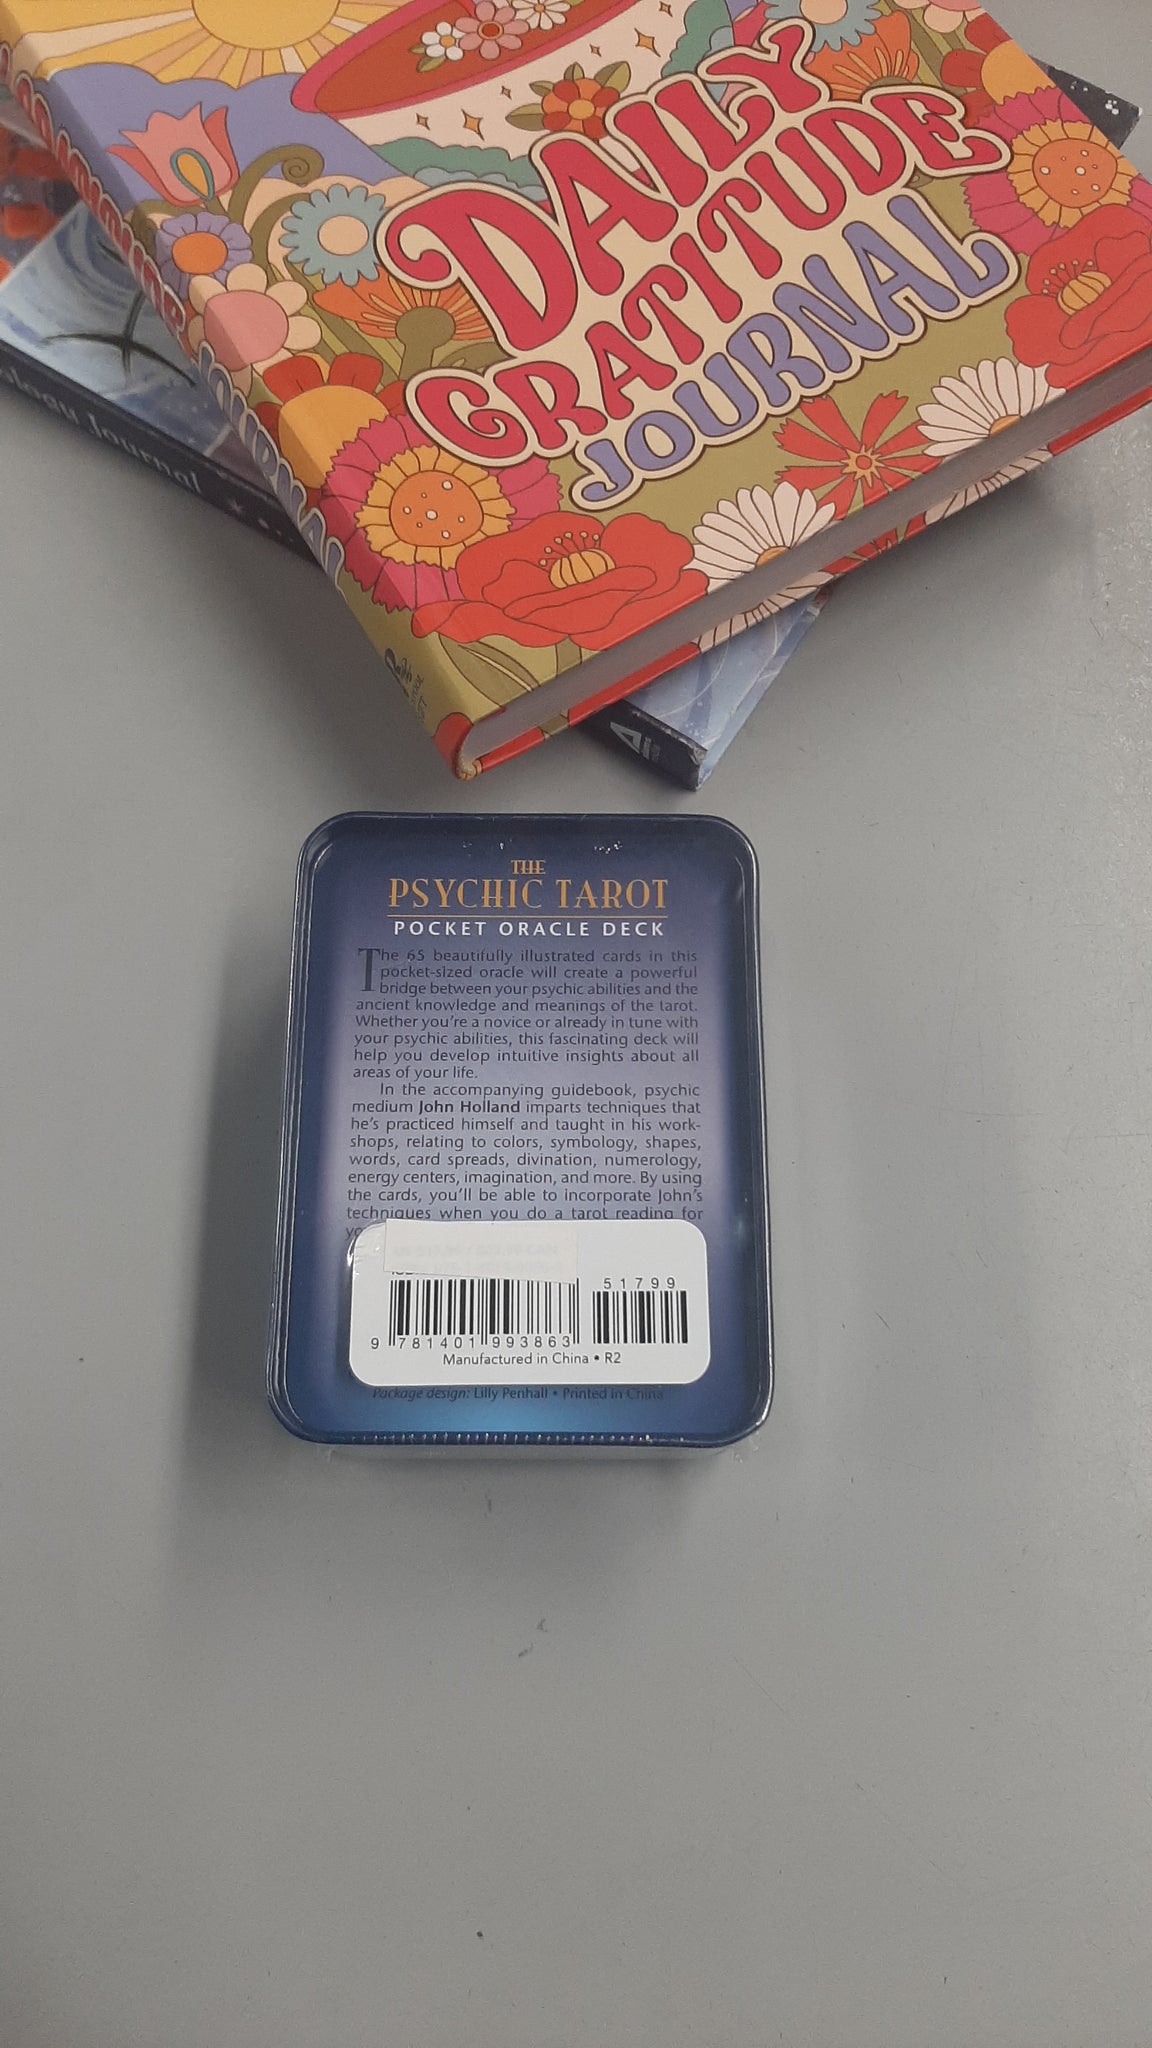 DAILY
GRATITUDE
JOURNAL
Journal
THE
PSYCHIC TAROT
POCKET ORACLE DECK
The 65 beautifully illustrated cards in this
pocket-sized oracle will create a powerful
bridge between your psychic abilities and the
ancient knowledge and meanings of the tarot.
Whether you're a novice or already in tune with
your psychic abilities, this fascinating deck will
help you develop intuitive insights about all
areas of your life.
In the accompanying guidebook, psychic
medium John Holland imparts techniques that
he's practiced himself and taught in his work-
shops, relating to colors, symbology, shapes,
words, card spreads, divination, numerology,
energy centers, imagination, and more. By using
the cards, you'll be able to incorporate John's
techniques when you do a tarot reading for
51799
9 781401 993863
Manufactured in China • R2
Package design: Lilly Penhall • Printed in China